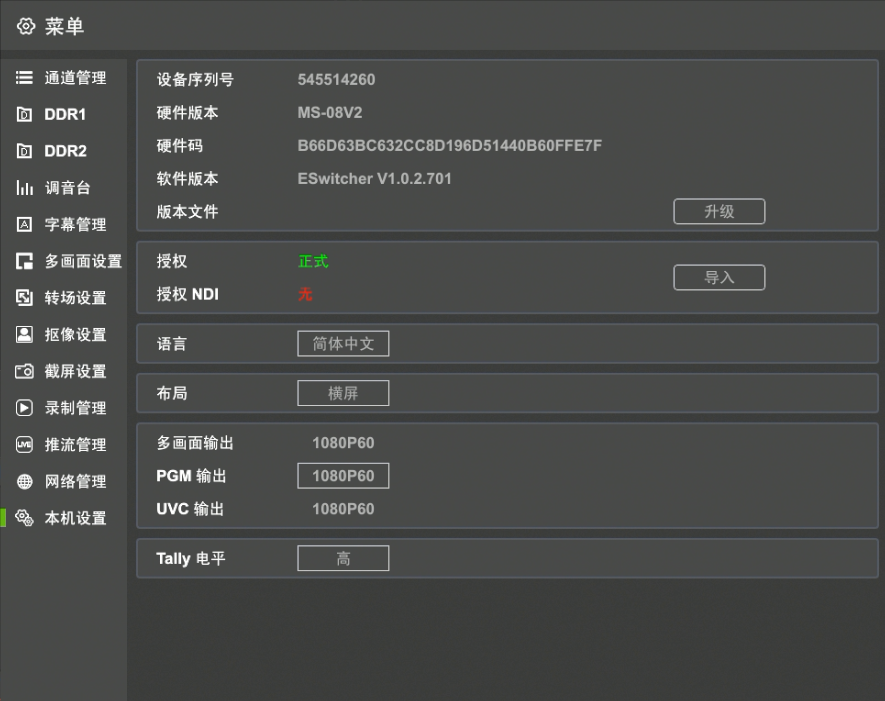 菜单
通道管理
DDR1
DDR2
调音台
字幕管理
多画面设置
转场设置
抠像设置
截屏设置
录制管理
推流管理
网络管理
本机设置
设备序列号 545514260
硬件版本 MS-08V2
硬件码 B66D63BC632CC8D196D51440B60FFE7F
软件版本 ESwitcher V1.0.2.701
版本文件 升级
授权 正式
导入
授权 NDI 无
语言 简体中文
布局 横屏
多画面输出 1080P60
PGM 输出 1080P60
UVC 输出 1080P60
Tally 电平 高